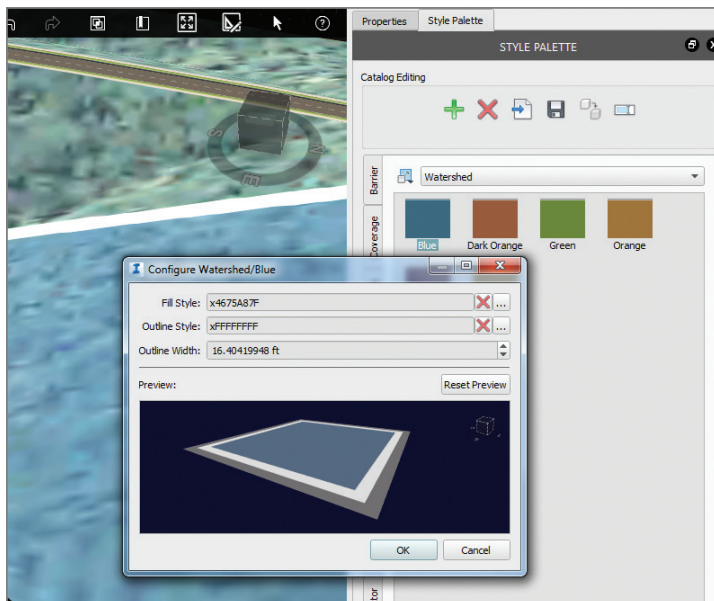 Properties
Style Palette
STYLE PALETTE
Catalog Editing
Barrier
Coverage
Watershed
Blue
Dark Orange
Green
Orange
Configure Watershed/Blue
Fill Style: x4675A87F
Outline Style: xFFFFFFFF
Outline Width: 16.40419948 ft
Preview:
Reset Preview
OK
Cancel
S
E